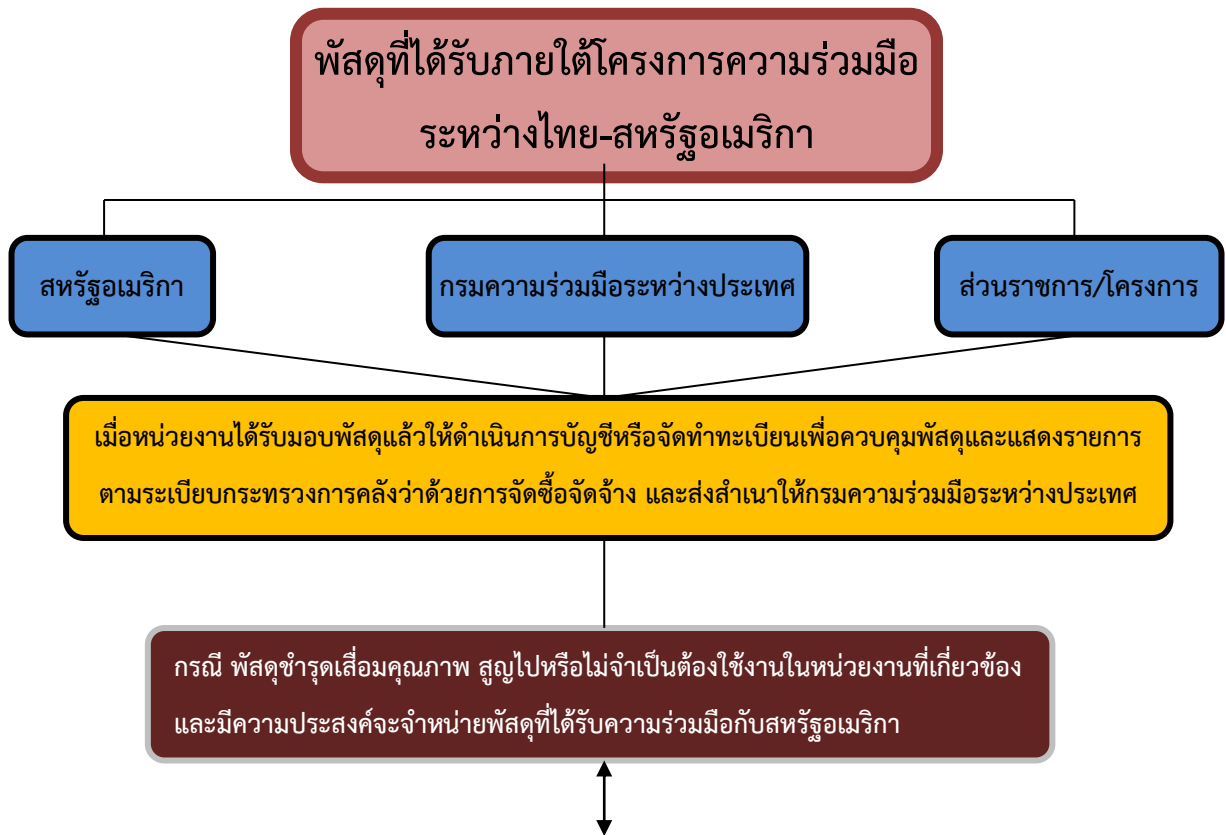 พัสดุที่ได้รับภายใต้โครงการความร่วมมือ
ระหว่างไทย-สหรัฐอเมริกา
สหรัฐอเมริกา
กรมความร่วมมือระหว่างประเทศ
ส่วนราชการ/โครงการ
เมื่อหน่วยงานได้รับมอบพัสดุแล้วให้ดำเนินการบัญชีหรือจัดทำทะเบียนเพื่อควบคุมพัสดุและแสดงรายการ
ตามระเบียบกระทรวงการคลังว่าด้วยการจัดซื้อจัดจ้าง และส่งสำเนาให้กรมความร่วมมือระหว่างประเทศ
กรณี พัสดุชำรุดเสื่อมคุณภาพ สูญไปหรือไม่จำเป็นต้องใช้งานในหน่วยงานที่เกี่ยวข้อง
และมีความประสงค์จะจำหน่ายพัสดุที่ได้รับความร่วมมือกับสหรัฐอเมริกา